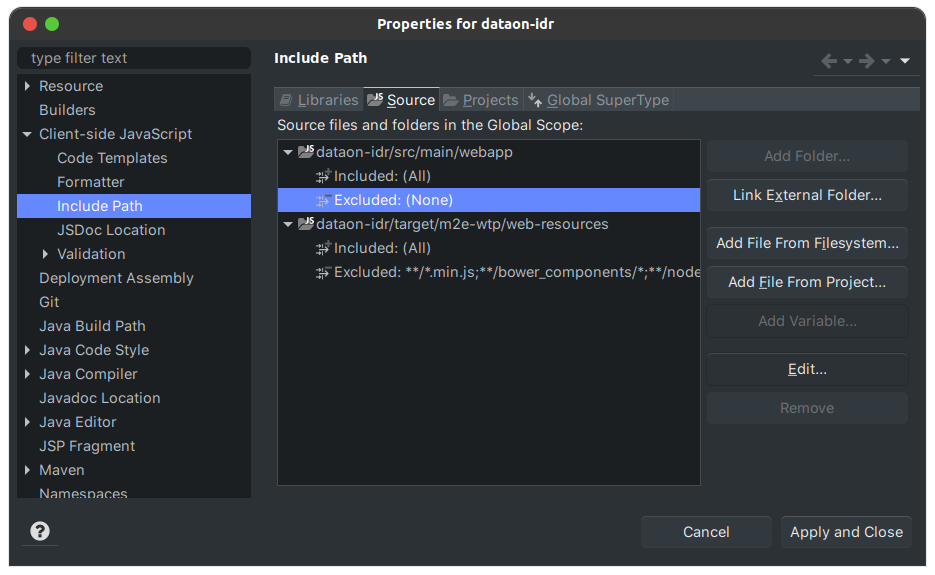 Properties for dataon-idr
type filter text
Resource
Builders
Client-side JavaScript
Code Templates
Formatter
Include Path
JSDoc Location
Validation
Deployment Assembly
Git
Java Build Path
Java Code Style
Java Compiler
Javadoc Location
Java Editor
JSP Fragment
Maven
Namespaces
Include Path
Libraries
Source
Projects
Global SuperType
Source files and folders in the Global Scope:
dataon-idr/src/main/webapp
Included: (All)
Excluded: (None)
dataon-idr/target/m2e-wtp/web-resources
Included: (All)
Excluded: **/*.min.js;**/bower_components/*;**/node
Add Folder...
Link External Folder...
Add File From Filesystem...
Add File From Project...
Add Variable...
Edit...
Remove
?
Cancel
Apply and Close